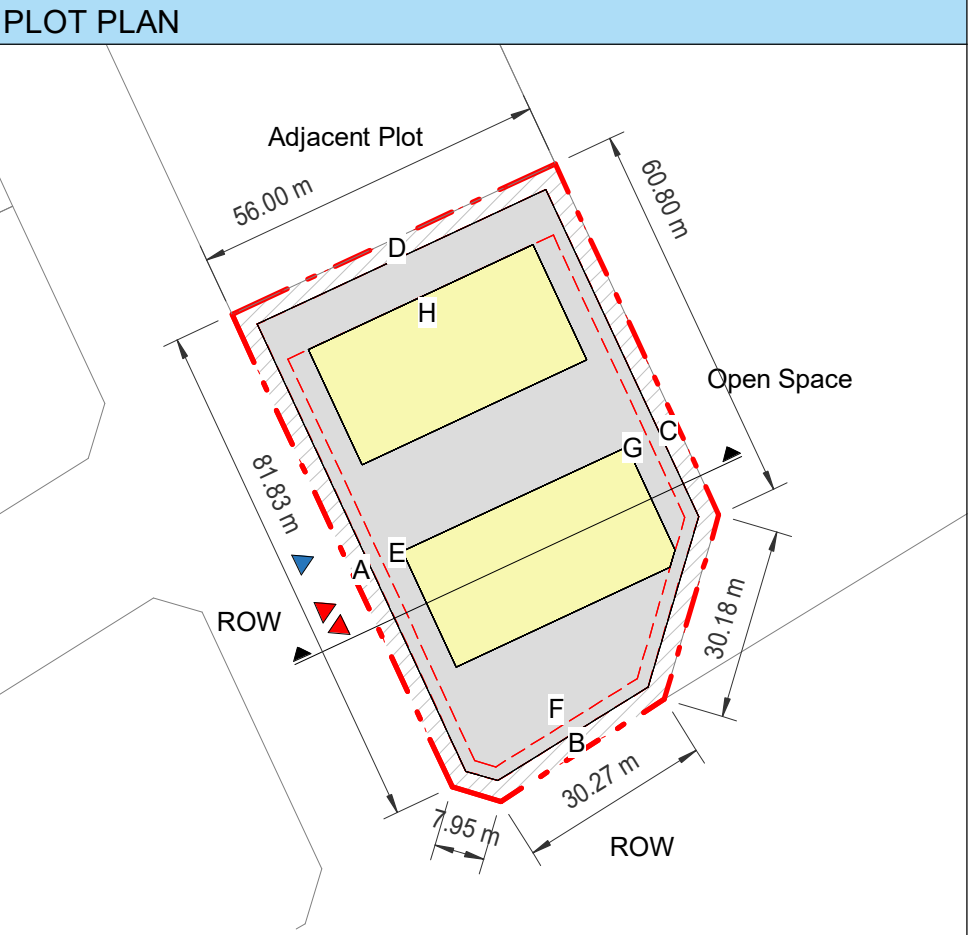 PLOT PLAN
Adjacent Plot
56.00 m
60.80 m
D
H
Open Space
C
G
81.83 m
E
A
ROW
30.18 m
F
B
30.27 m
7.95 m
ROW